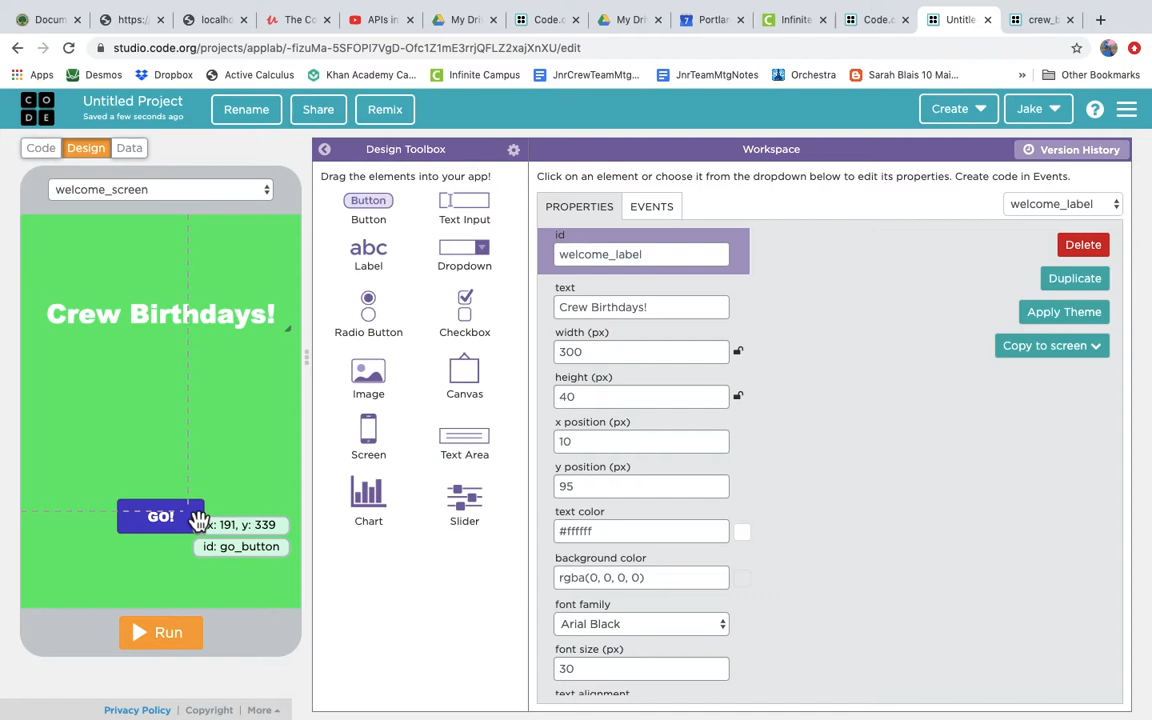 Docum
https:/
localho
The Co
APIs in
My Driv
Code.o
My Driv
Portlan
Infinite
Code.o
Untitle
crew_b
studio.code.org/projects/applab/-fizuMa-5SFOPI7VgD-Ofc1Z1mE3rrjQFLZ2xajXnXU/edit
Apps
Desmos
Dropbox
Active Calculus
Khan Academy Ca...
Infinite Campus
JnrCrewTeamMtg...
JnrTeamMtgNotes
Orchestra
Sarah Blais 10 Mai...
»
Other Bookmarks
CODE
Untitled Project
Saved a few seconds ago
Rename
Share
Remix
Create
Jake
?
Code
Design
Data
Design Toolbox
Workspace
Version History
welcome_screen
Drag the elements into your app!
Click on an element or choose it from the dropdown below to edit its properties. Create code in Events.
Button
Button
Text Input
abc
Label
Dropdown
Radio Button
Checkbox
Image
Canvas
Screen
Text Area
Chart
Slider
PROPERTIES
EVENTS
welcome_label
id
welcome_label
Delete
Duplicate
Apply Theme
Copy to screen
text
Crew Birthdays!
width (px)
300
height (px)
40
x position (px)
10
y position (px)
95
text color
#ffffff
background color
rgba(0, 0, 0, 0)
font family
Arial Black
font size (px)
30
text alignment
Crew Birthdays!
GO!
x: 191, y: 339
id: go_button
Run
Privacy Policy | Copyright | More